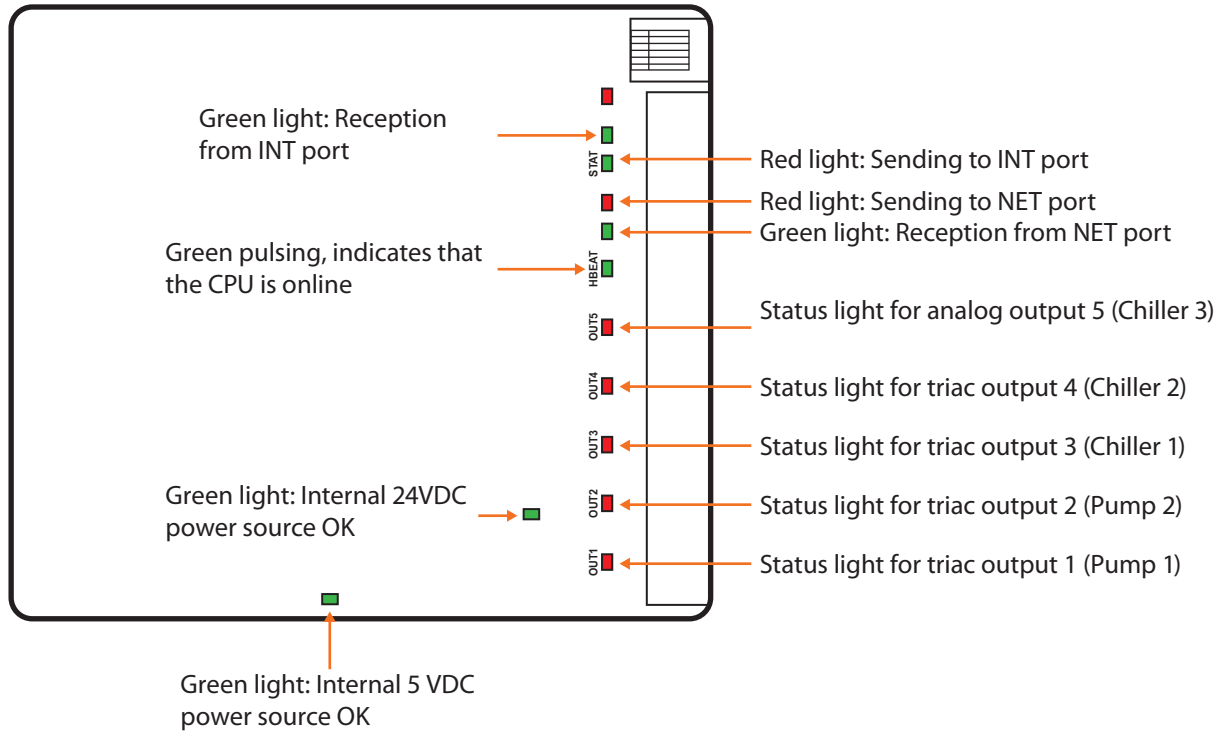 Green light: Reception
from INT port
STAT
Red light: Sending to INT port
Red light: Sending to NET port
Green light: Reception from NET port
Green pulsing, indicates that
the CPU is online
HBEAT
Status light for analog output 5 (Chiller 3)
OUT5
OUT4
Status light for triac output 4 (Chiller 2)
OUT3
Status light for triac output 3 (Chiller 1)
Green light: Internal 24VDC
power source OK
OUT2
Status light for triac output 2 (Pump 2)
OUT1
Status light for triac output 1 (Pump 1)
Green light: Internal 5 VDC
power source OK